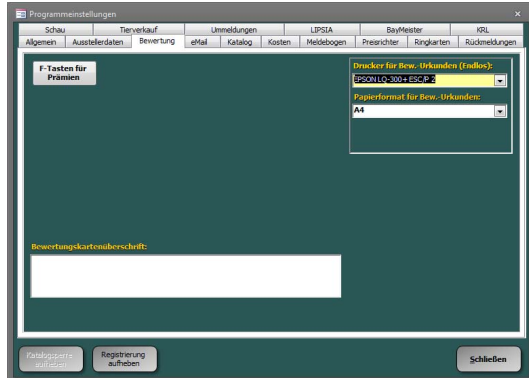 Programmeinstellungen
Schau Tierverkauf Ummeldungen LIPSIA BayMeister KRL
Allgemein Ausstellerdaten Bewertung eMail Katalog Kosten Meldebogen Preisrichter Ringkarten Rückmeldungen
F-Tasten für
Prämien
Drucker für Bew.-Urkunden (Endlos):
EPSON LQ-300+ ESC/P 2
Papierformat für Bew.-Urkunden:
A4
Bewertungskartenüberschrift:
Katalogsperre
aufheben
Registrierung
aufheben
Schließen